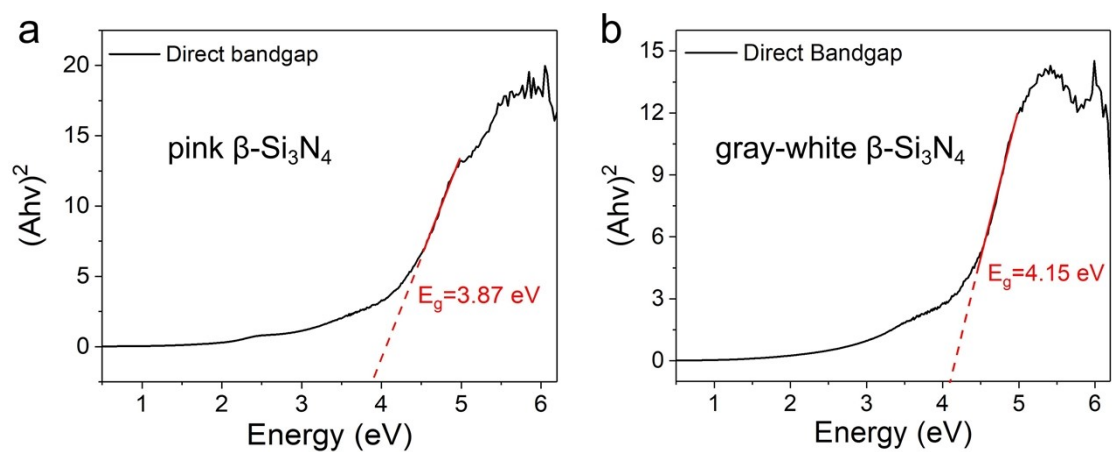 a
Direct bandgap
pink β-Si₃N₄
E_g=3.87 eV
(Ahv)²
20
15
10
5
0
1 2 3 4 5 6
Energy (eV)
b
Direct Bandgap
gray-white β-Si₃N₄
E_g=4.15 eV
(Ahv)²
15
12
9
6
3
0
1 2 3 4 5 6
Energy (eV)